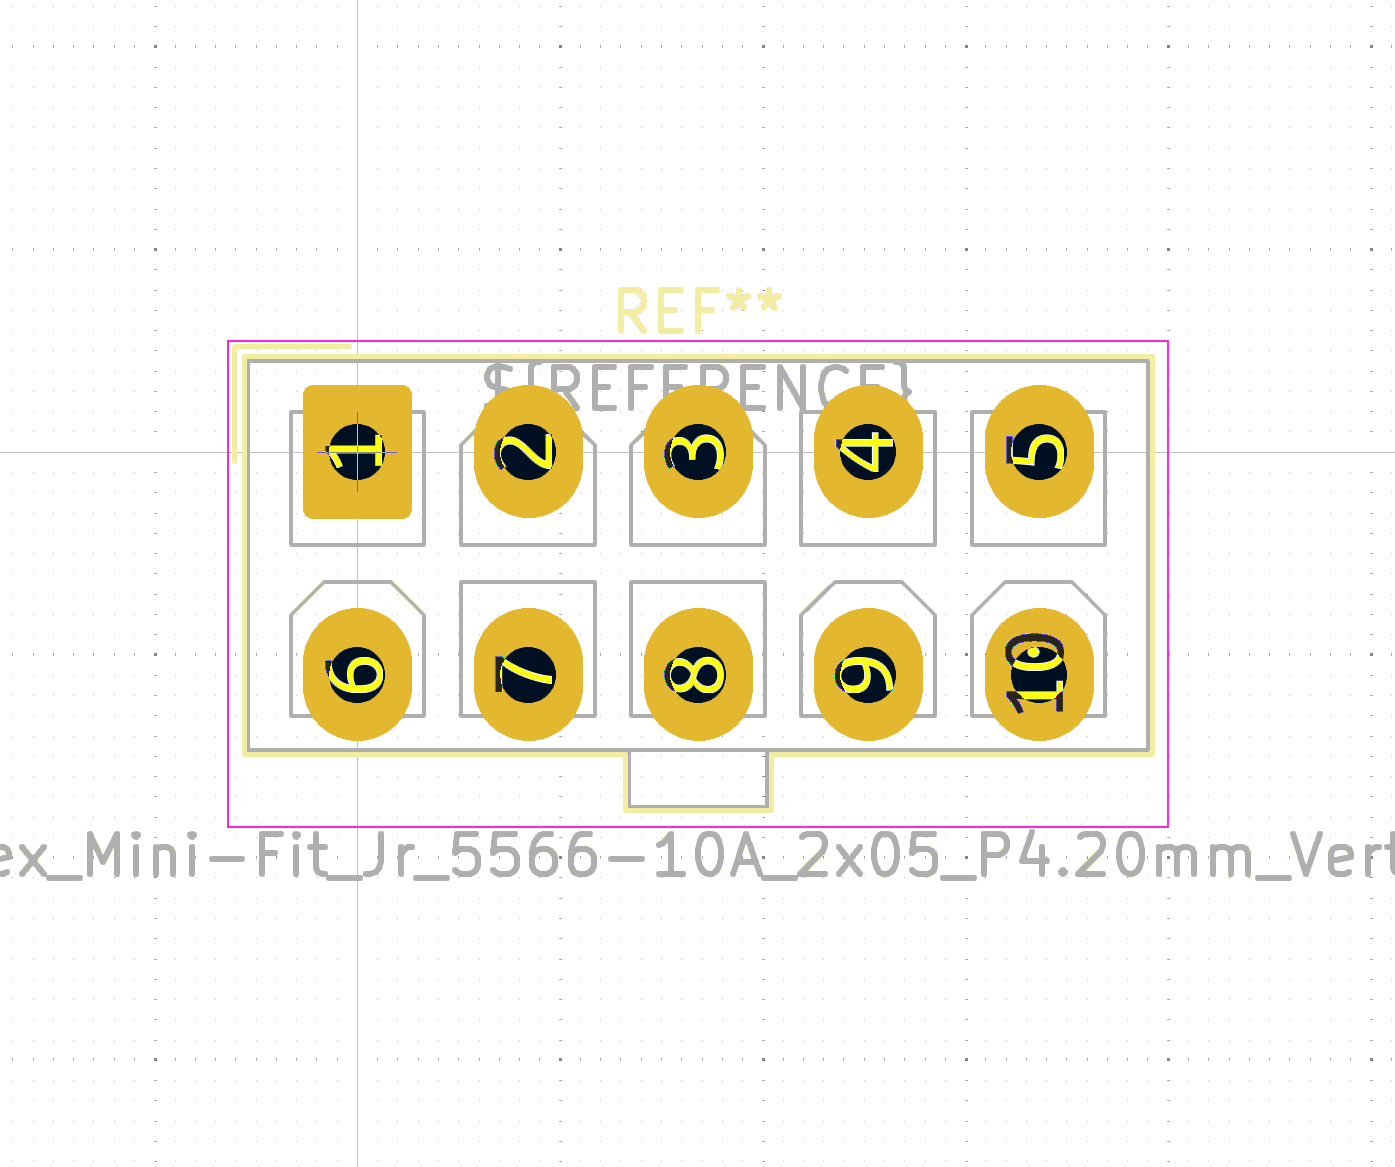 REF**
${REFERENCE}
1 2 3 4 5
6 7 8 9 10
ex_Mini-Fit_Jr_5566-10A_2x05_P4.20mm_Vert